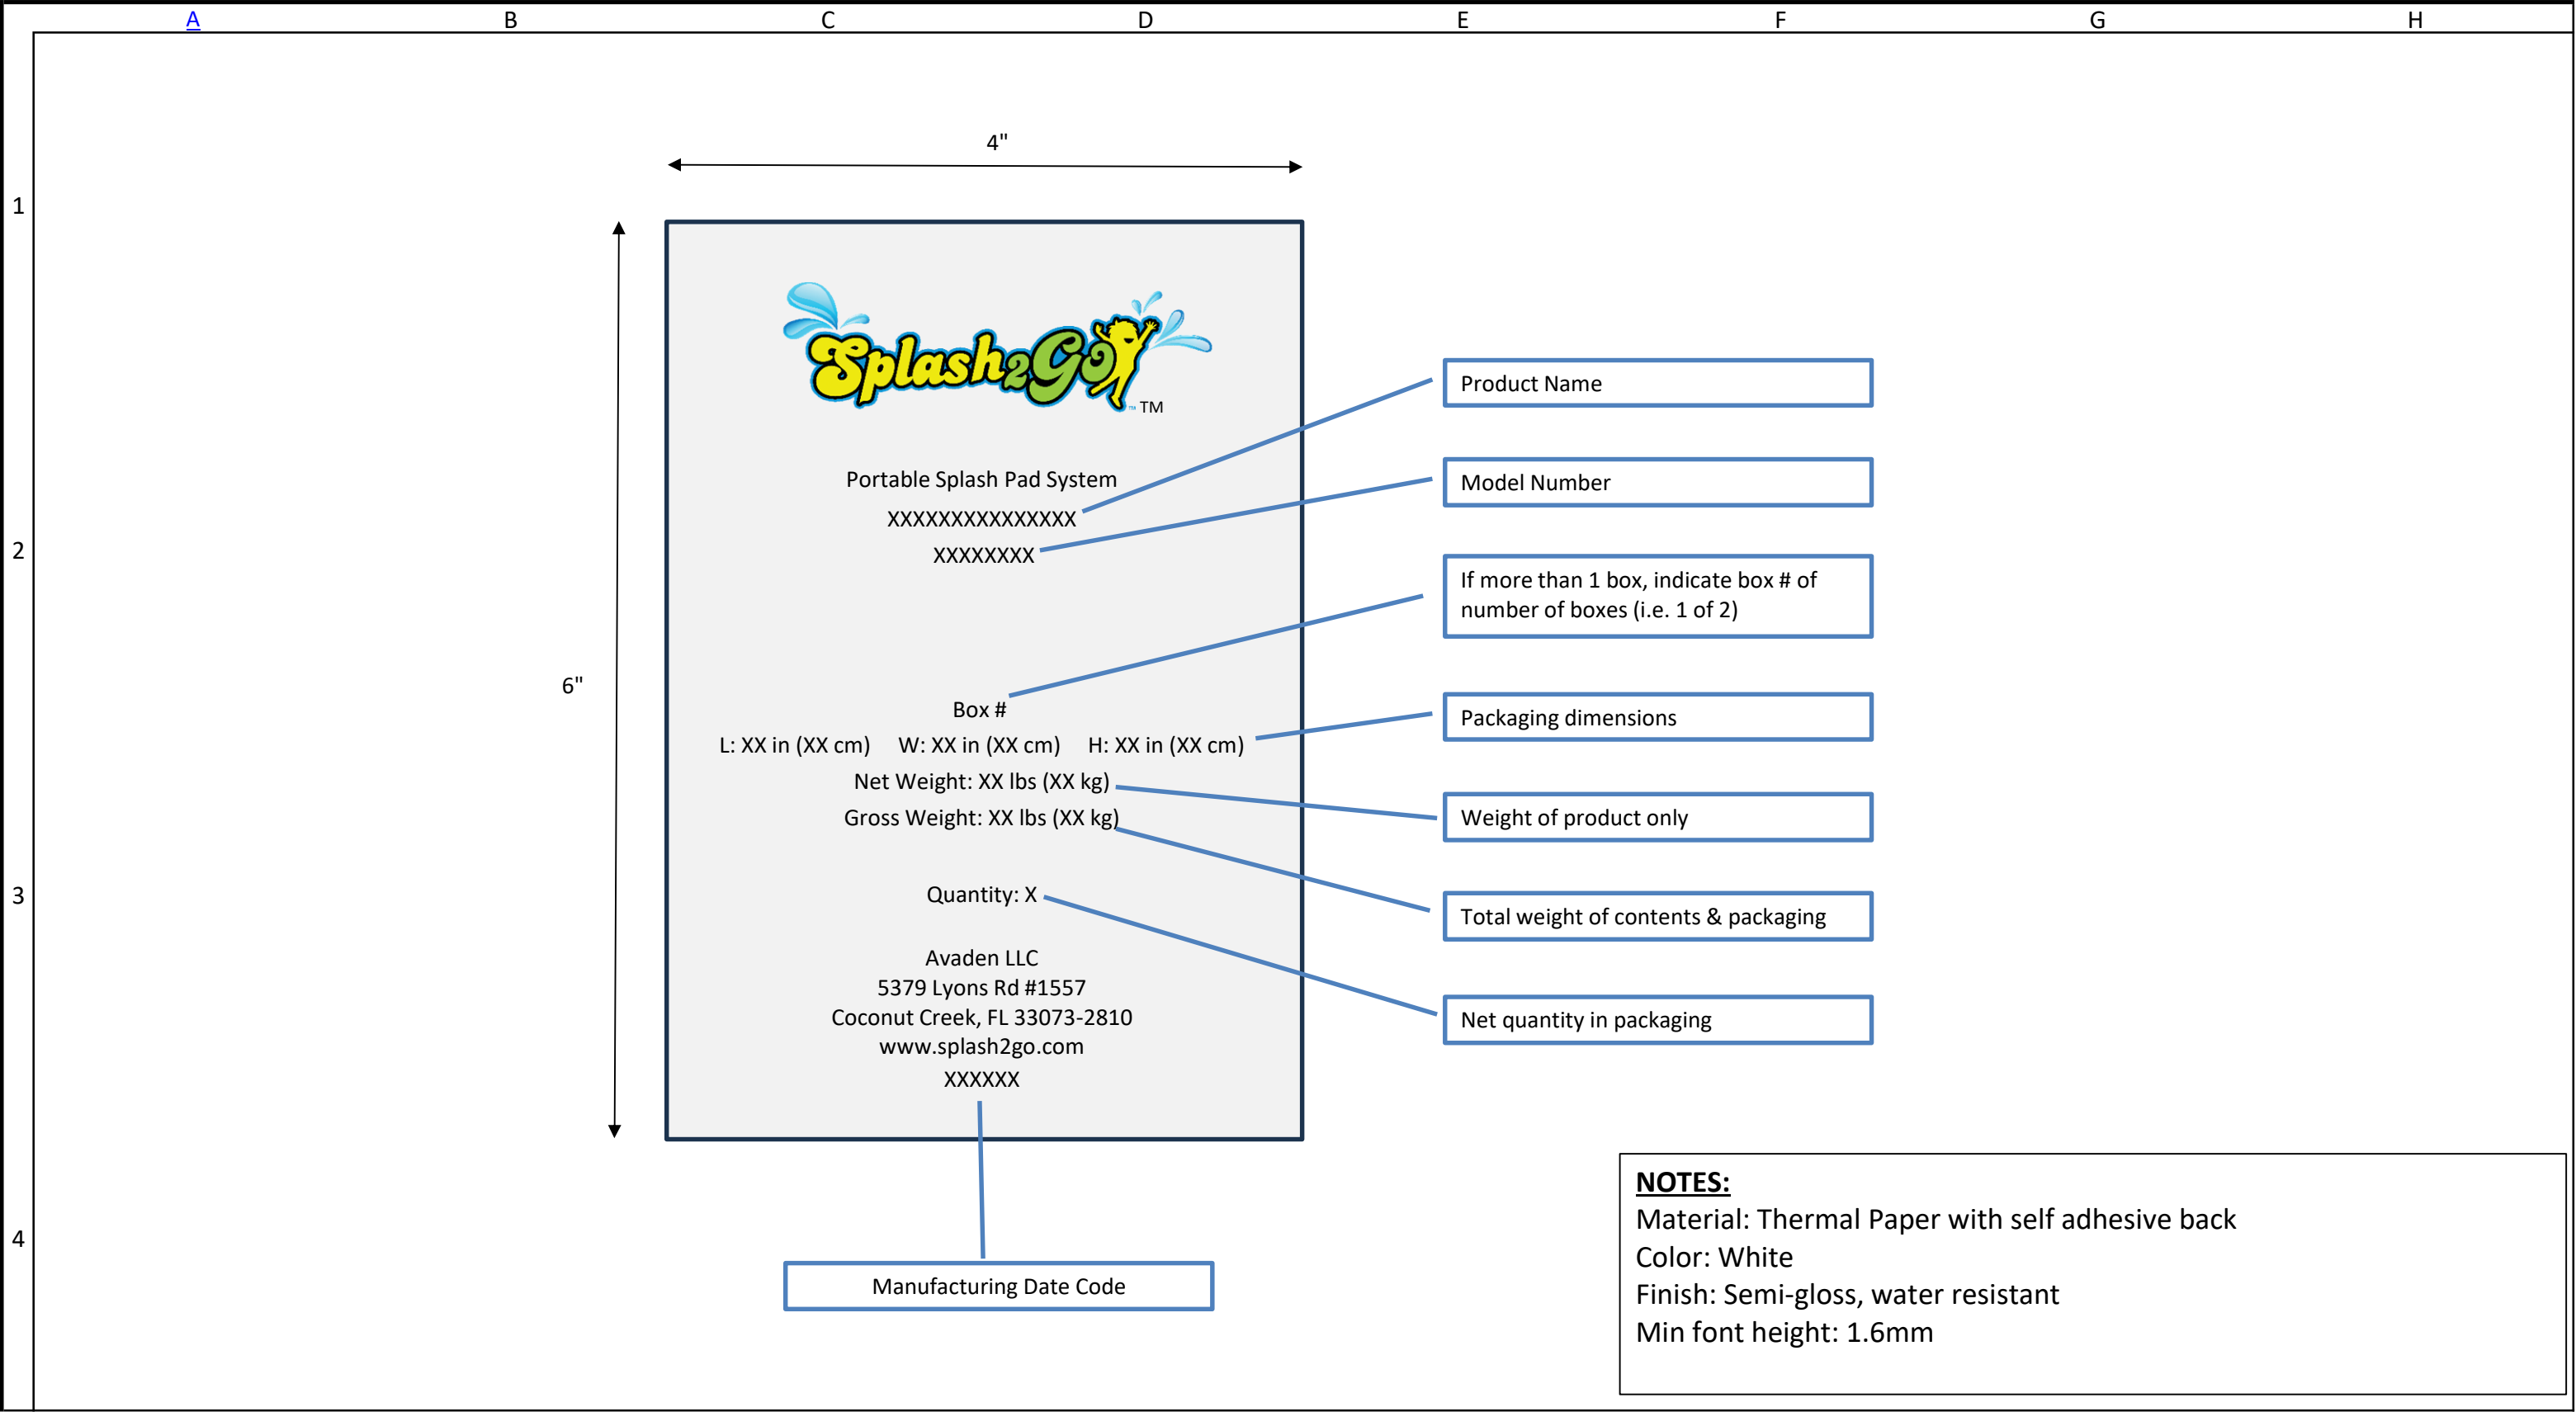 A B C D E F G H
4"
1
Splash2Go
™ TM
Product Name
Portable Splash Pad System
Model Number
XXXXXXXXXXXXXXX
2
XXXXXXXX
If more than 1 box, indicate box # of
number of boxes (i.e. 1 of 2)
6"
Box #
Packaging dimensions
L: XX in (XX cm) W: XX in (XX cm) H: XX in (XX cm)
Net Weight: XX lbs (XX kg)
Weight of product only
Gross Weight: XX lbs (XX kg)
3
Quantity: X
Total weight of contents & packaging
Avaden LLC
5379 Lyons Rd #1557
Coconut Creek, FL 33073-2810
Net quantity in packaging
www.splash2go.com
XXXXXX
4
Manufacturing Date Code
NOTES:
Material: Thermal Paper with self adhesive back
Color: White
Finish: Semi-gloss, water resistant
Min font height: 1.6mm